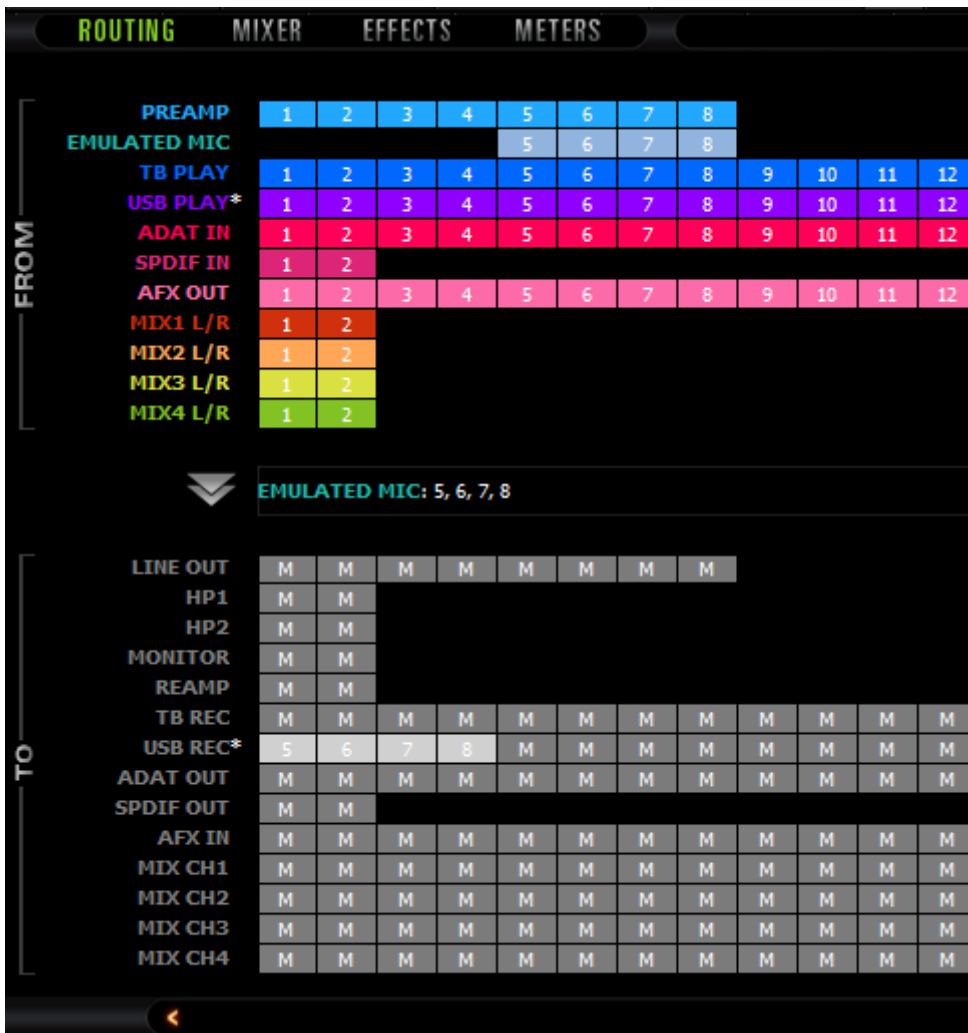 ROUTING MIXER EFFECTS METERS
FROM
PREAMP 1 2 3 4 5 6 7 8
EMULATED MIC 5 6 7 8
TB PLAY 1 2 3 4 5 6 7 8 9 10 11 12
USB PLAY* 1 2 3 4 5 6 7 8 9 10 11 12
ADAT IN 1 2 3 4 5 6 7 8 9 10 11 12
SPDIF IN 1 2
AFX OUT 1 2 3 4 5 6 7 8 9 10 11 12
MIX1 L/R 1 2
MIX2 L/R 1 2
MIX3 L/R 1 2
MIX4 L/R 1 2
EMULATED MIC: 5, 6, 7, 8
TO
LINE OUT M M M M M M M M
HP1 M M
HP2 M M
MONITOR M M
REAMP M M
TB REC M M M M M M M M M M M M
USB REC* 5 6 7 8 M M M M M M M M
ADAT OUT M M M M M M M M M M M M
SPDIF OUT M M
AFX IN M M M M M M M M M M M M
MIX CH1 M M M M M M M M M M M M
MIX CH2 M M M M M M M M M M M M
MIX CH3 M M M M M M M M M M M M
MIX CH4 M M M M M M M M M M M M